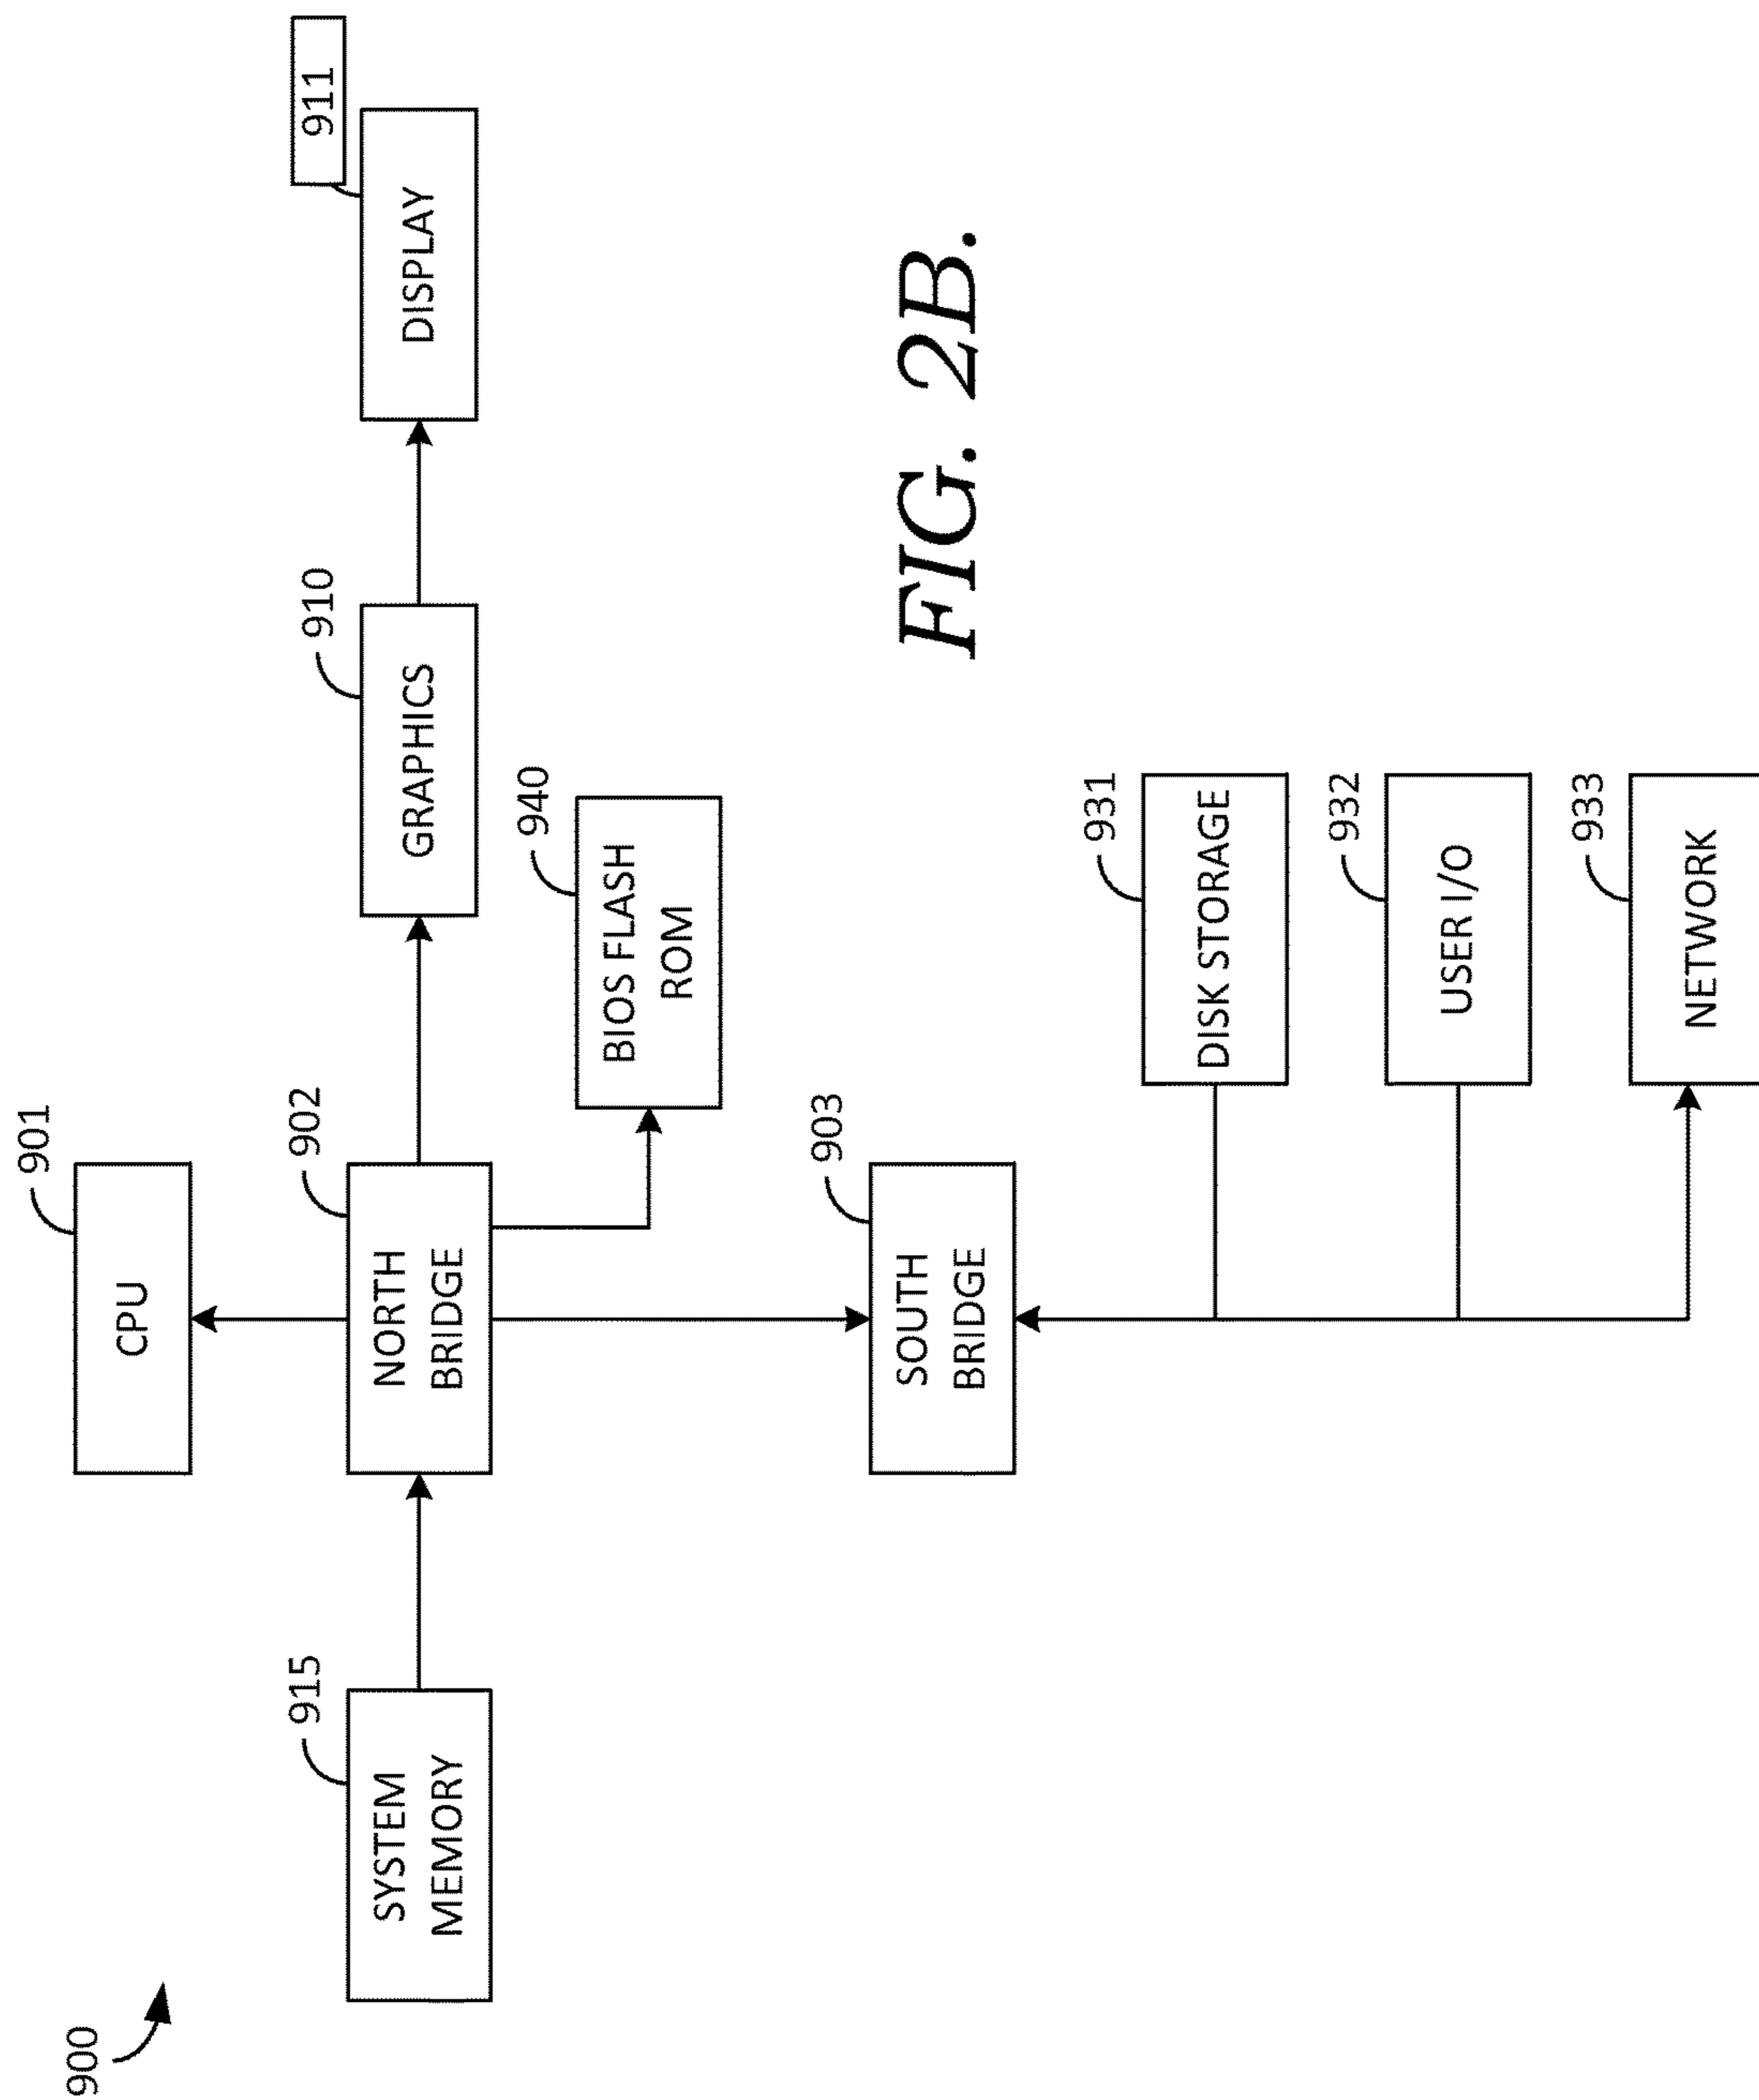 900
901
CPU
915
SYSTEM
MEMORY
902
NORTH
BRIDGE
910
GRAPHICS
911
DISPLAY
940
BIOS FLASH
ROM
903
SOUTH
BRIDGE
931
DISK STORAGE
932
USER I/O
933
NETWORK
FIG. 2B.